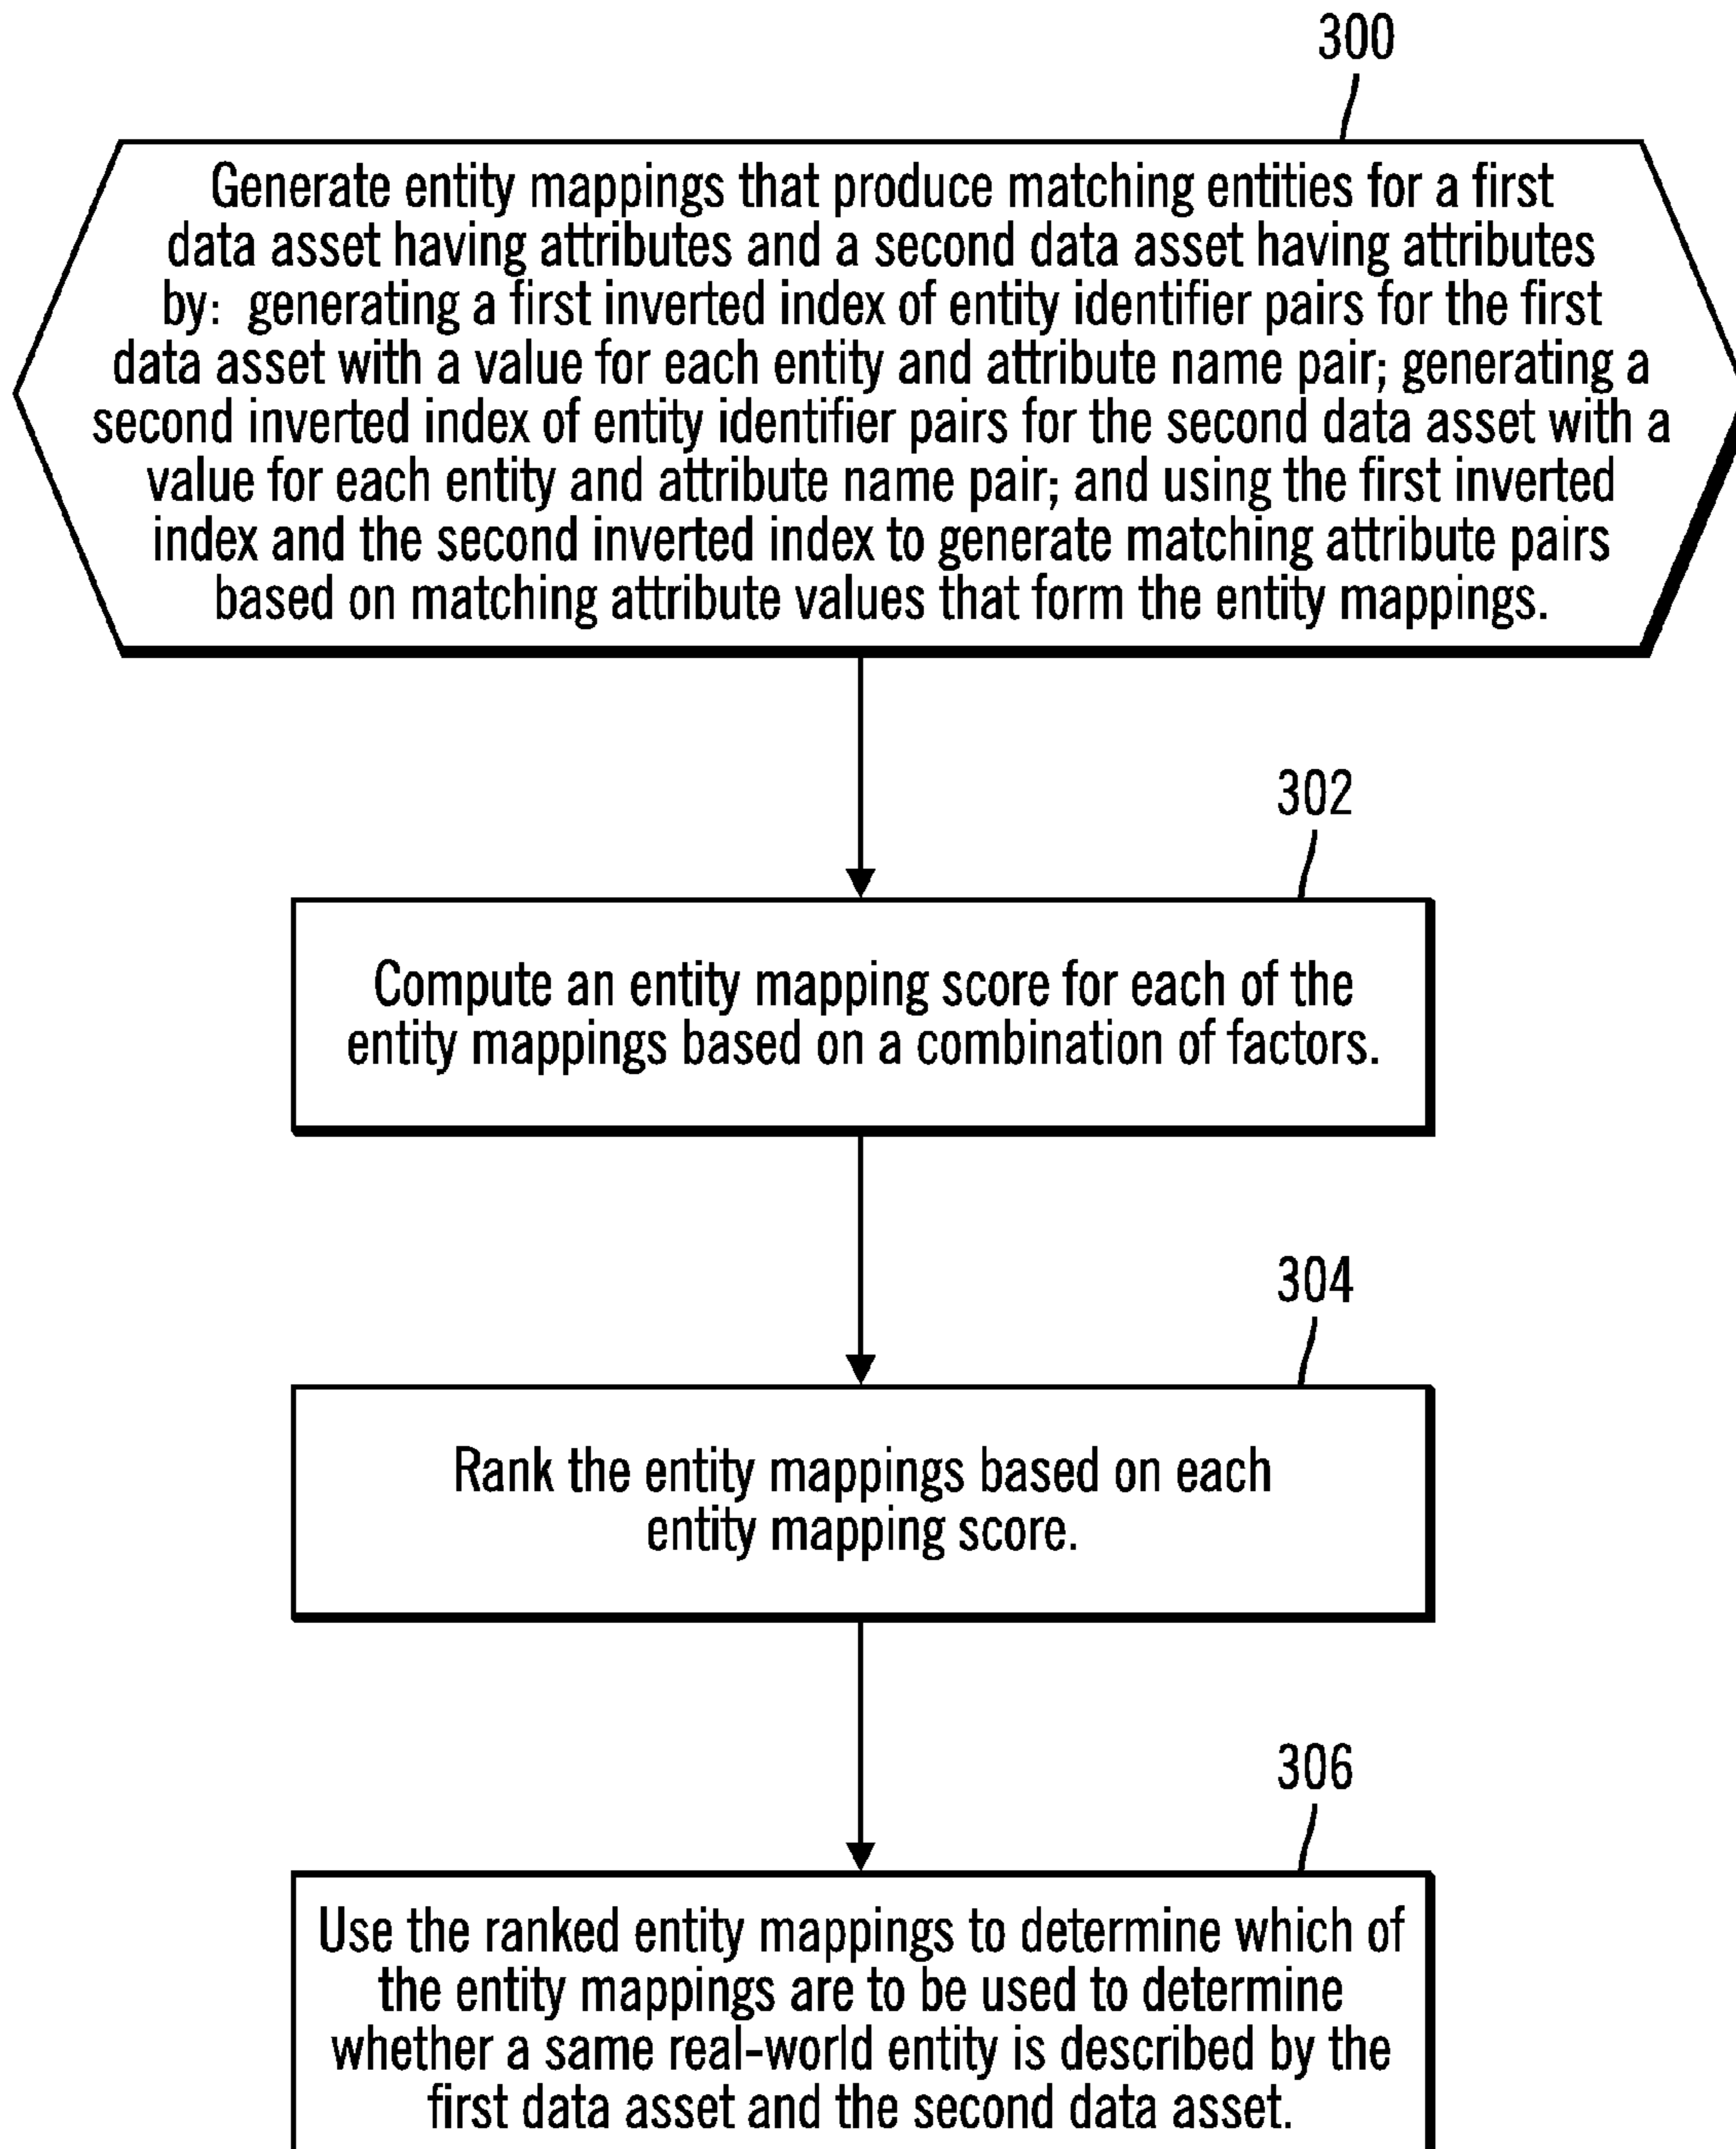 300
Generate entity mappings that produce matching entities for a first
data asset having attributes and a second data asset having attributes
by: generating a first inverted index of entity identifier pairs for the first
data asset with a value for each entity and attribute name pair; generating a
second inverted index of entity identifier pairs for the second data asset with a
value for each entity and attribute name pair; and using the first inverted
index and the second inverted index to generate matching attribute pairs
based on matching attribute values that form the entity mappings.
302
Compute an entity mapping score for each of the
entity mappings based on a combination of factors.
304
Rank the entity mappings based on each
entity mapping score.
306
Use the ranked entity mappings to determine which of
the entity mappings are to be used to determine
whether a same real-world entity is described by the
first data asset and the second data asset.